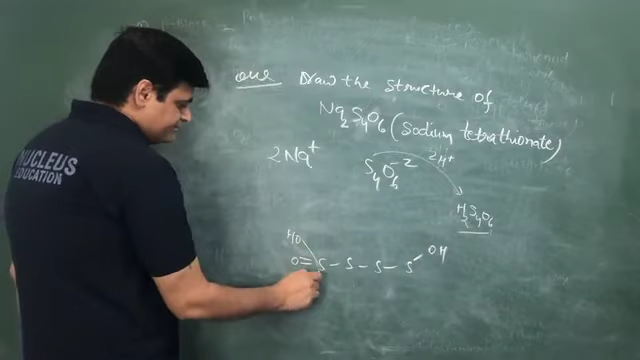 Que Draw the structure of
Na2S4O6 (Sodium tetrathionate)
2Na+ S4O6-2 2H+
H2S4O6
HO OH
O=S-S-S-S
NUCLEUS
EDUCATION